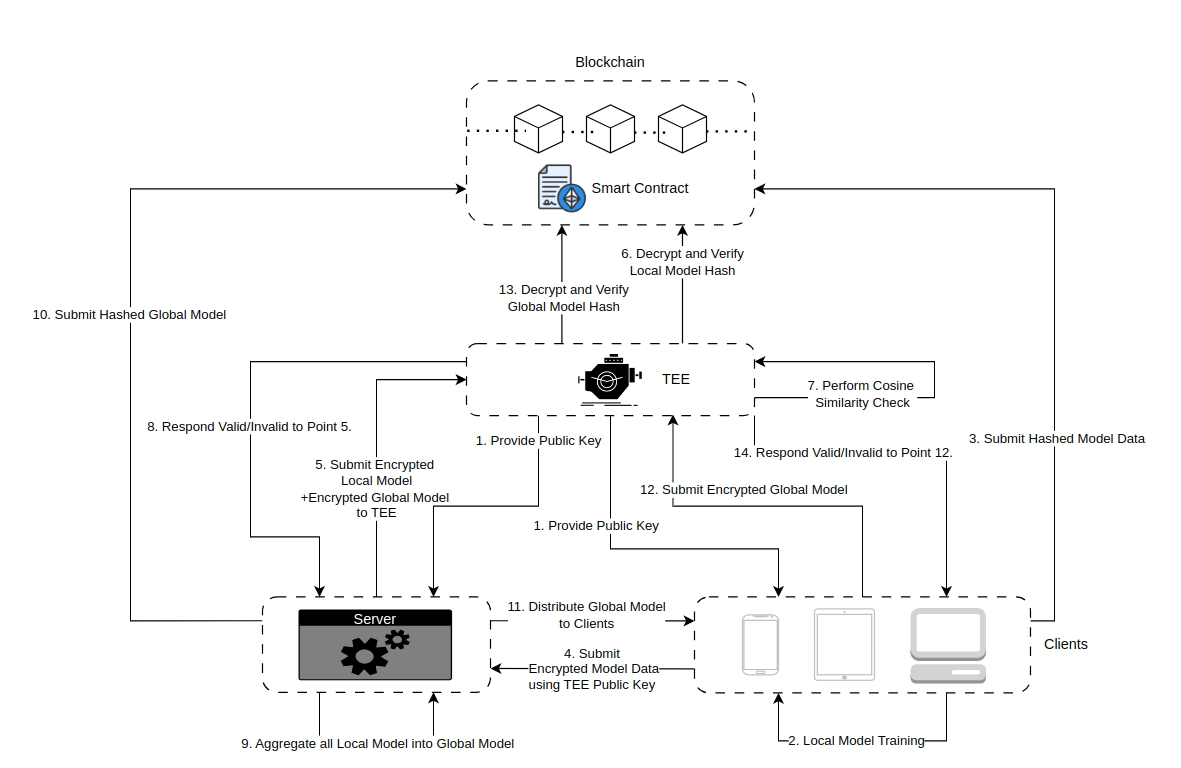 Blockchain
Smart Contract
6. Decrypt and Verify
Local Model Hash
13. Decrypt and Verify
Global Model Hash
10. Submit Hashed Global Model
TEE
7. Perform Cosine
Similarity Check
8. Respond Valid/Invalid to Point 5.
1. Provide Public Key
3. Submit Hashed Model Data
14. Respond Valid/Invalid to Point 12.
5. Submit Encrypted
Local Model
+Encrypted Global Model
to TEE
12. Submit Encrypted Global Model
1. Provide Public Key
11. Distribute Global Model
to Clients
Server
Clients
4. Submit
Encrypted Model Data
using TEE Public Key
9. Aggregate all Local Model into Global Model
2. Local Model Training